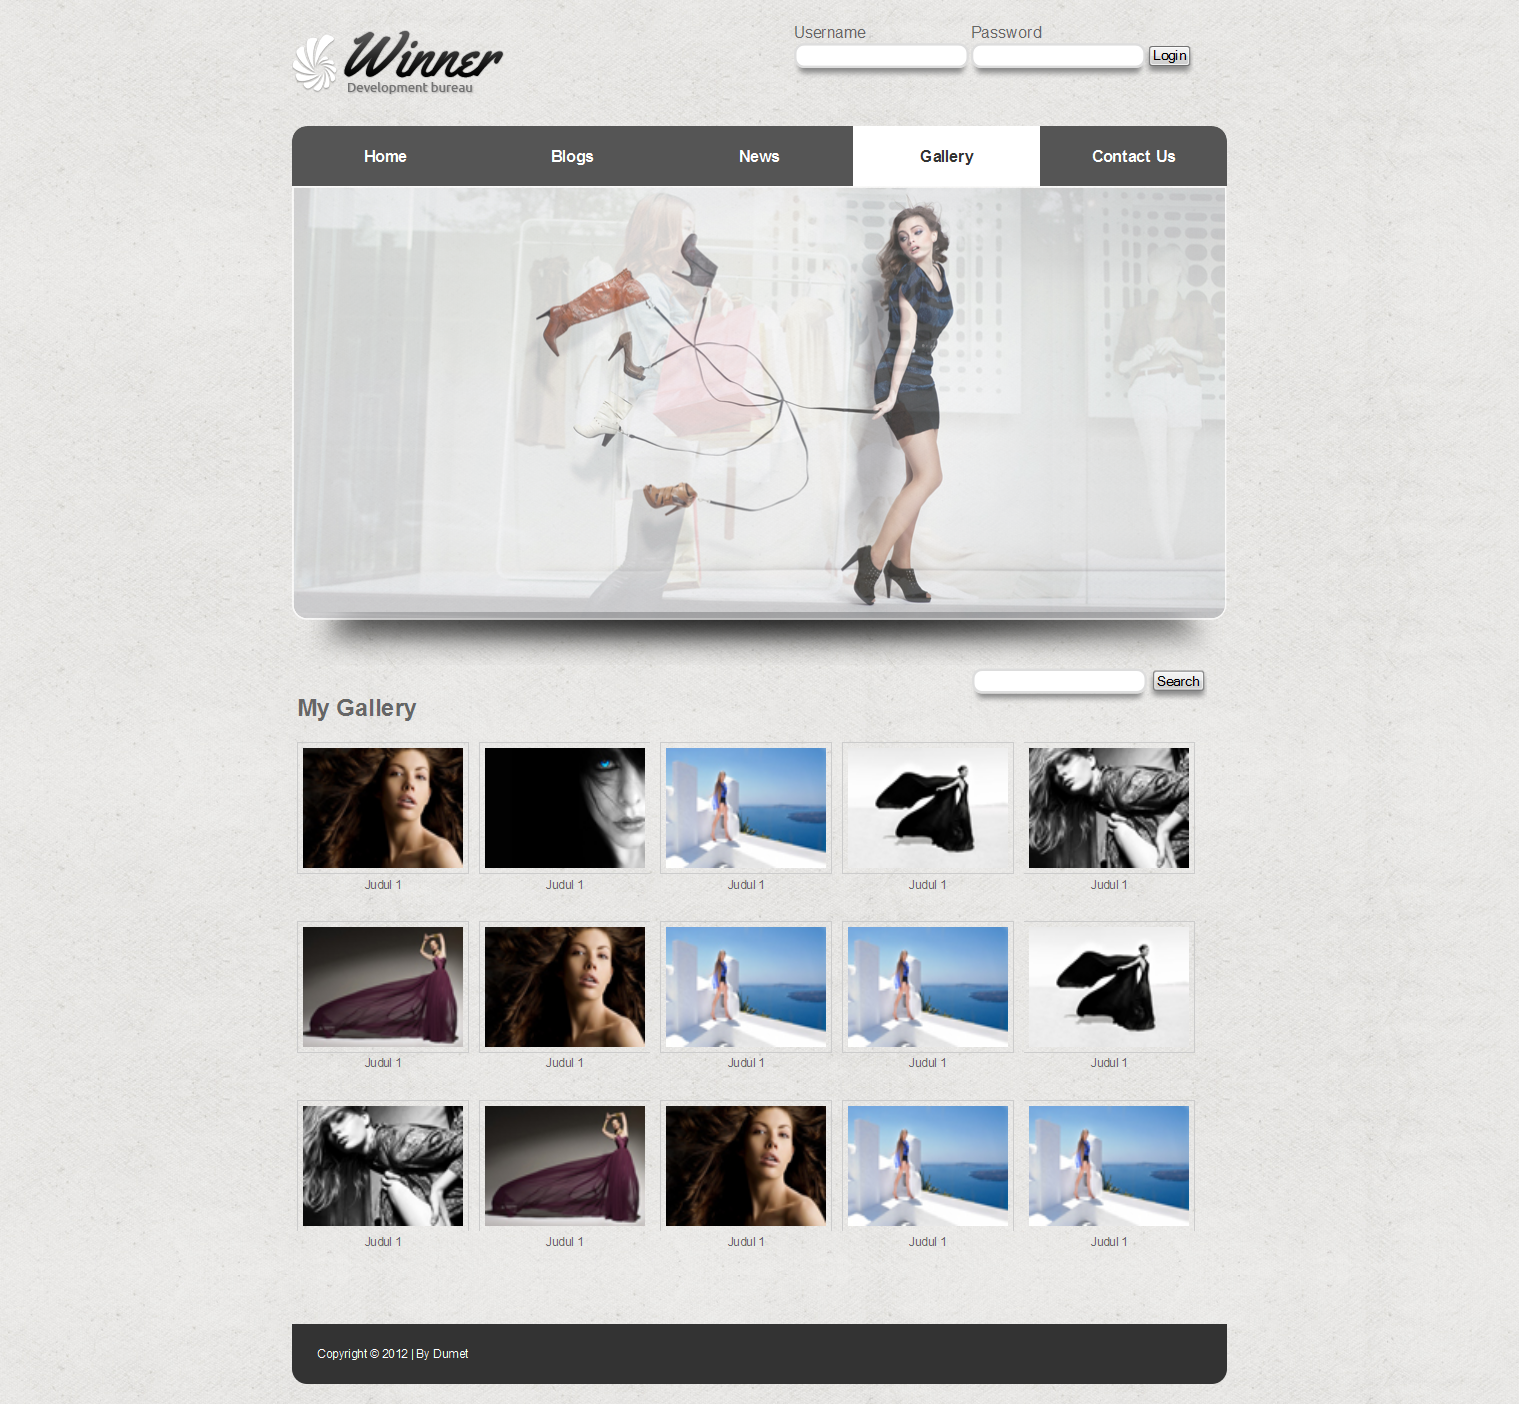 Winner
Development bureau
Username Password
Login
Home Blogs News Gallery Contact Us
Search
My Gallery
Judul 1 Judul 1 Judul 1 Judul 1 Judul 1
Judul 1 Judul 1 Judul 1 Judul 1 Judul 1
Judul 1 Judul 1 Judul 1 Judul 1 Judul 1
Copyright © 2012 | By Dumet